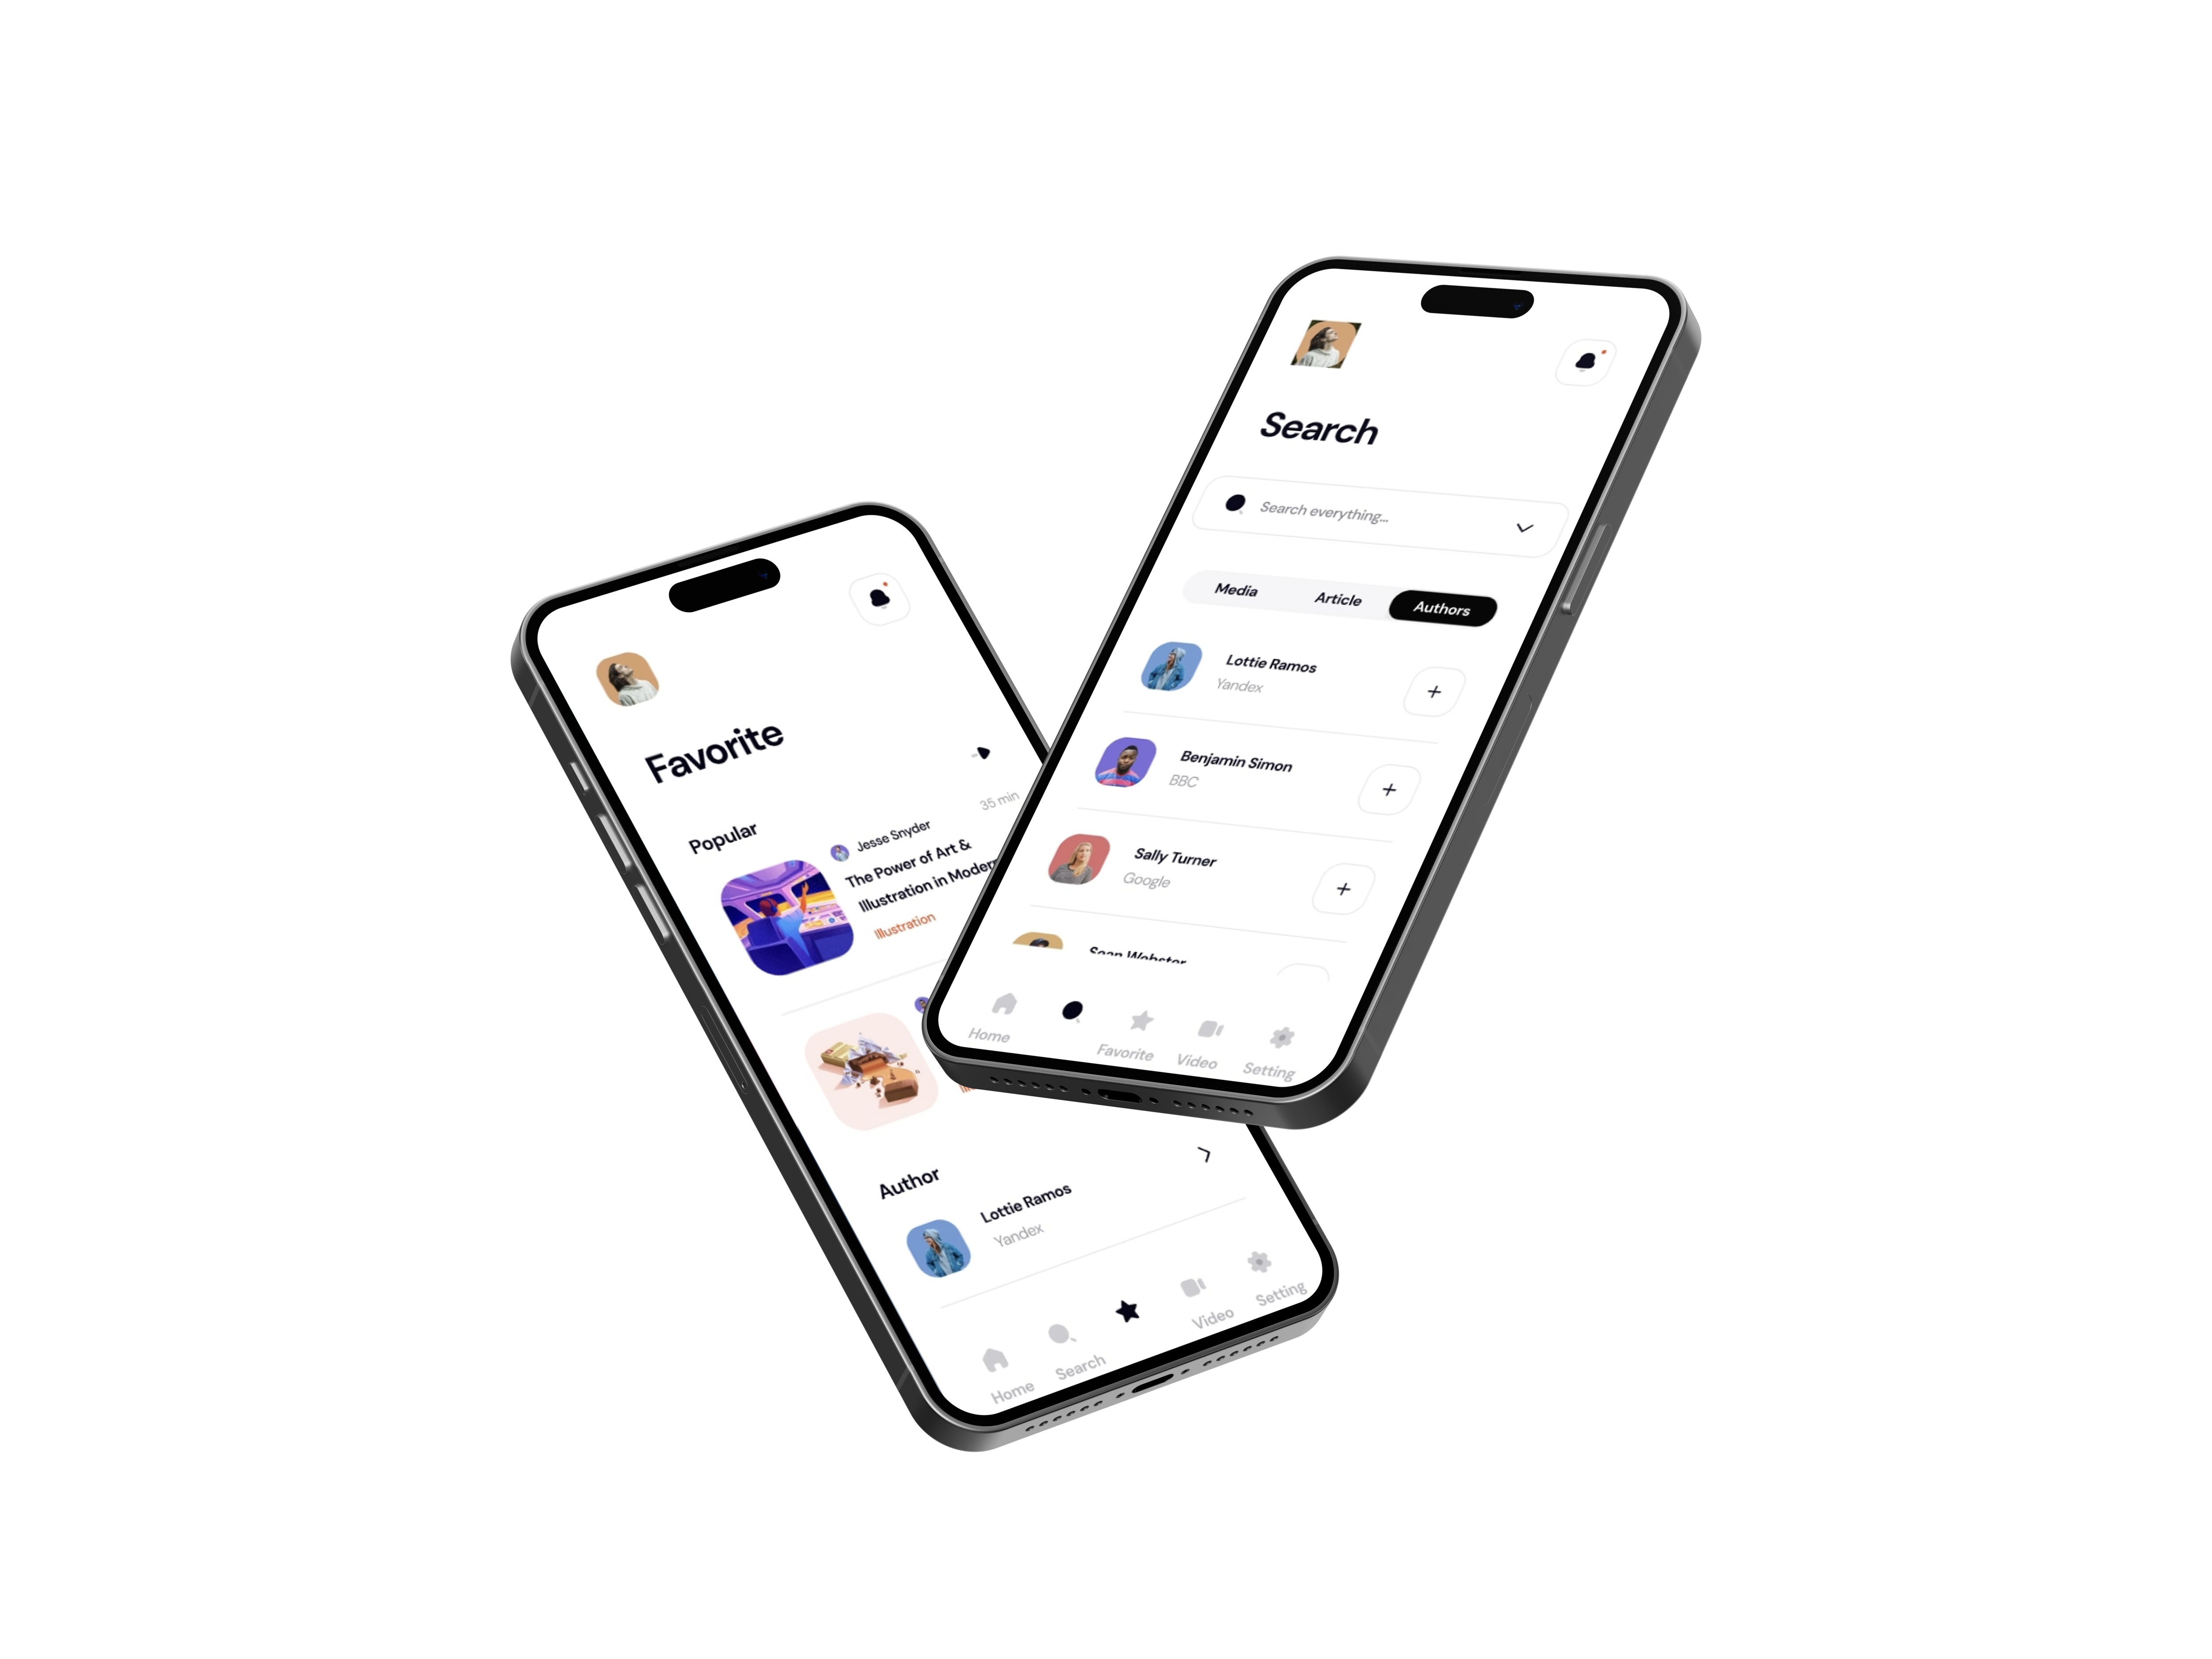 Search
Search everything...
Media
Article
Authors
Lottie Ramos
Yandex
Benjamin Simon
BBC
Sally Turner
Google
Sean Webster
Home
Favorite
Video
Setting
Favorite
Popular
35 min
Jesse Snyder
The Power of Art &
Illustration in Modern
Illustration
Author
Lottie Ramos
Yandex
Home
Search
Video
Setting